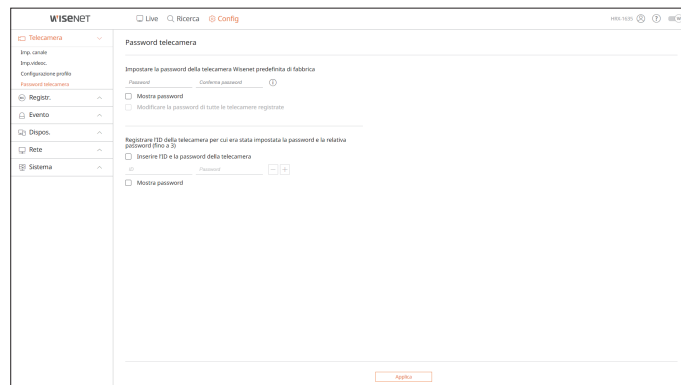 WISENET
Live Ricerca Config
HRX-1635
Telecamera
Imp. canale
Imp.videoc.
Configurazione profilo
Password telecamera
Registr.
Evento
Dispos.
Rete
Sistema
Password telecamera
Impostare la password della telecamera Wisenet predefinita di fabbrica
Password Conferma password
Mostra password
Modificare la password di tutte le telecamere registrate
Registrare l'ID della telecamera per cui era stata impostata la password e la relativa
password (fino a 3)
Inserire l'ID e la password della telecamera
ID Password
Mostra password
Applica